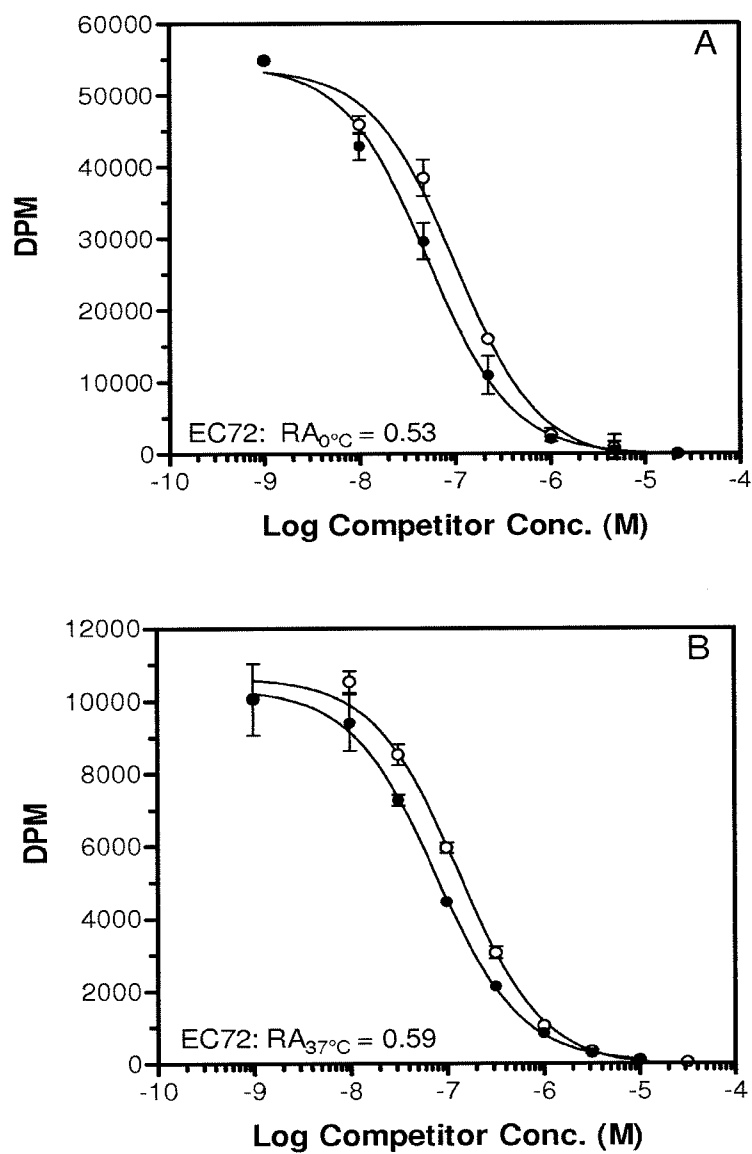 A
60000
50000
40000
30000
20000
10000
0
DPM
EC72: RA0°C = 0.53
-10 -9 -8 -7 -6 -5 -4
Log Competitor Conc. (M)
B
12000
10000
8000
6000
4000
2000
0
DPM
EC72: RA37°C = 0.59
-10 -9 -8 -7 -6 -5 -4
Log Competitor Conc. (M)